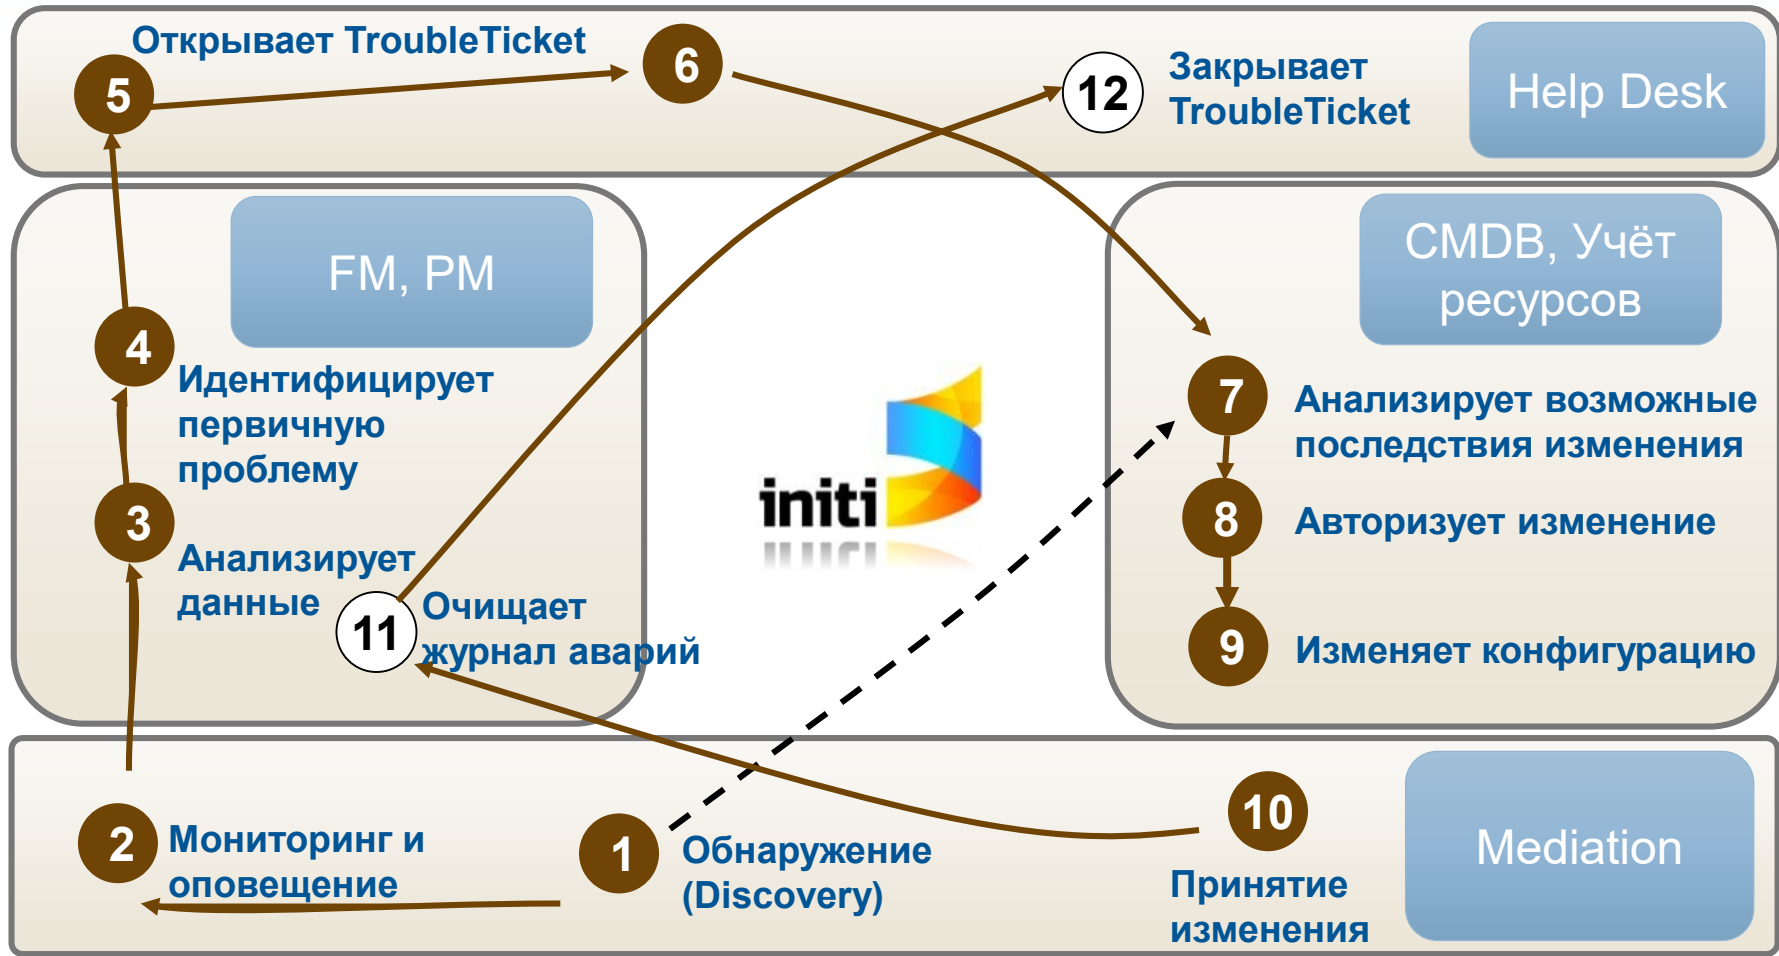 Открывает TroubleTicket
5
6
12
Закрывает
TroubleTicket
Help Desk
FM, PM
4
Идентифицирует
первичную
проблему
3
Анализирует
данные
11
Очищает
журнал аварий
initi
CMDB, Учёт
ресурсов
7
Анализирует возможные
последствия изменения
8
Авторизует изменение
9
Изменяет конфигурацию
2
Мониторинг и
оповещение
1
Обнаружение
(Discovery)
10
Принятие
изменения
Mediation